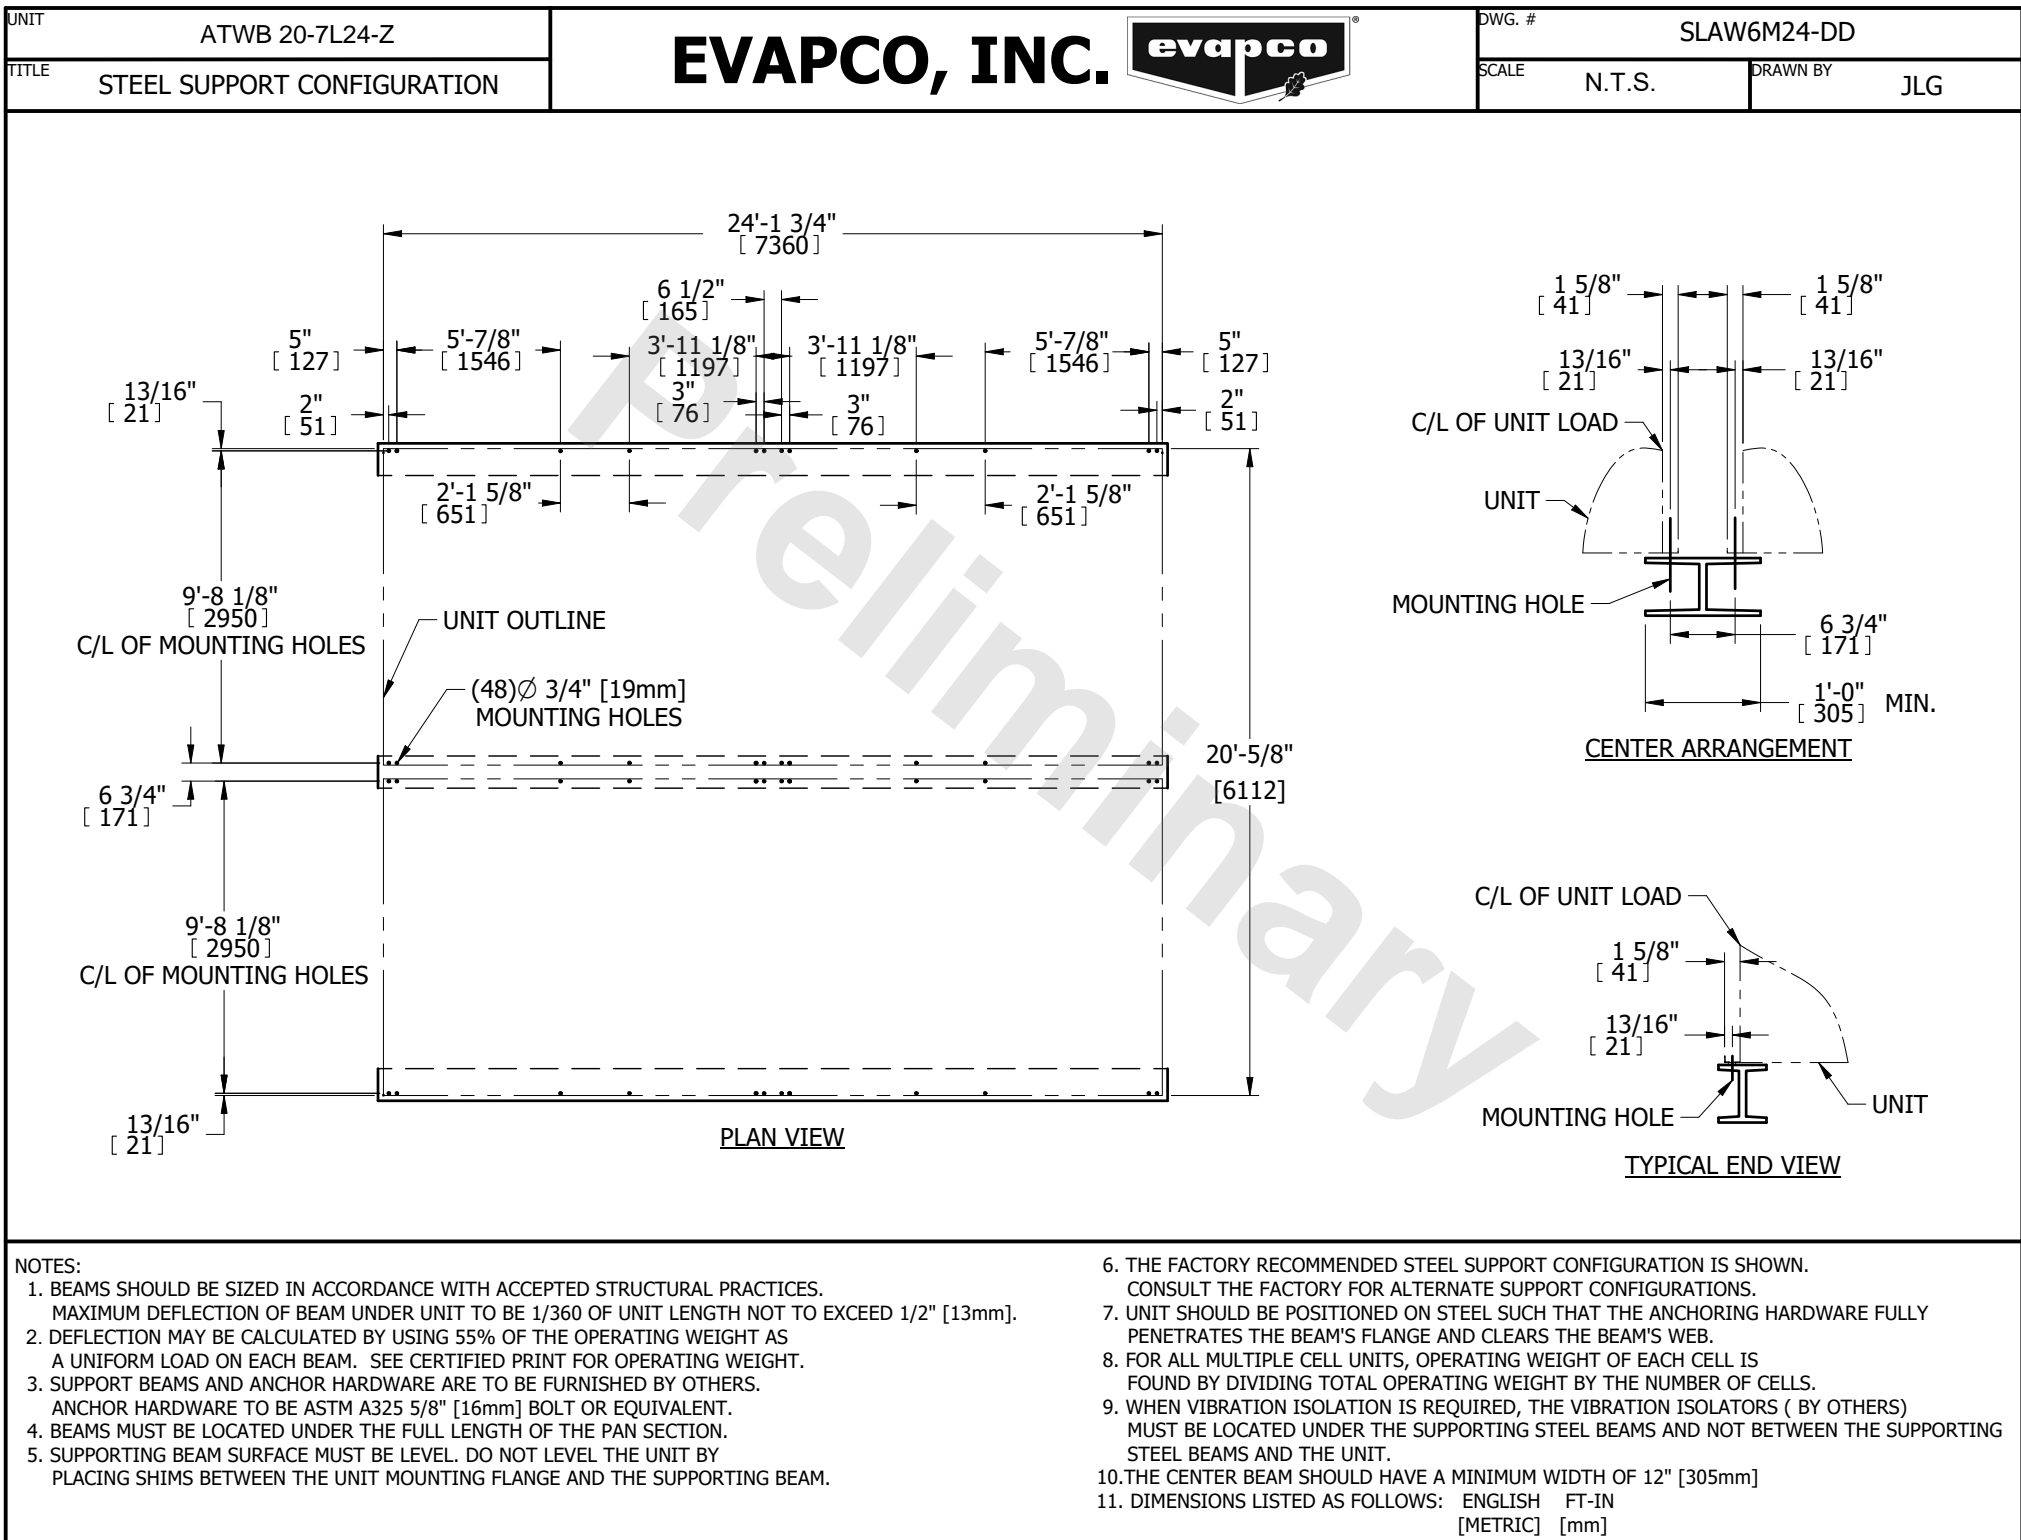 UNIT
ATWB 20-7L24-Z
TITLE
STEEL SUPPORT CONFIGURATION
EVAPCO, INC.
evapco
®
DWG. #
SLAW6M24-DD
SCALE
N.T.S.
DRAWN BY
JLG
24'-1 3/4"
[ 7360 ]
6 1/2"
[ 165 ]
5"
[ 127 ]
5'-7/8"
[ 1546 ]
3'-11 1/8"
[ 1197 ]
3'-11 1/8"
[ 1197 ]
5'-7/8"
[ 1546 ]
5"
[ 127 ]
13/16"
[ 21 ]
2"
[ 51 ]
3"
[ 76 ]
3"
[ 76 ]
2"
[ 51 ]
2'-1 5/8"
[ 651 ]
2'-1 5/8"
[ 651 ]
9'-8 1/8"
[ 2950 ]
C/L OF MOUNTING HOLES
UNIT OUTLINE
(48)∅ 3/4" [19mm]
MOUNTING HOLES
6 3/4"
[ 171 ]
20'-5/8"
[6112]
9'-8 1/8"
[ 2950 ]
C/L OF MOUNTING HOLES
13/16"
[ 21 ]
PLAN VIEW
Preliminary
1 5/8"
[ 41 ]
1 5/8"
[ 41 ]
13/16"
[ 21 ]
13/16"
[ 21 ]
C/L OF UNIT LOAD
UNIT
MOUNTING HOLE
6 3/4"
[ 171 ]
1'-0"
[ 305 ]
MIN.
CENTER ARRANGEMENT
C/L OF UNIT LOAD
1 5/8"
[ 41 ]
13/16"
[ 21 ]
MOUNTING HOLE
UNIT
TYPICAL END VIEW
NOTES:
1. BEAMS SHOULD BE SIZED IN ACCORDANCE WITH ACCEPTED STRUCTURAL PRACTICES.
MAXIMUM DEFLECTION OF BEAM UNDER UNIT TO BE 1/360 OF UNIT LENGTH NOT TO EXCEED 1/2" [13mm].
2. DEFLECTION MAY BE CALCULATED BY USING 55% OF THE OPERATING WEIGHT AS
A UNIFORM LOAD ON EACH BEAM. SEE CERTIFIED PRINT FOR OPERATING WEIGHT.
3. SUPPORT BEAMS AND ANCHOR HARDWARE ARE TO BE FURNISHED BY OTHERS.
ANCHOR HARDWARE TO BE ASTM A325 5/8" [16mm] BOLT OR EQUIVALENT.
4. BEAMS MUST BE LOCATED UNDER THE FULL LENGTH OF THE PAN SECTION.
5. SUPPORTING BEAM SURFACE MUST BE LEVEL. DO NOT LEVEL THE UNIT BY
PLACING SHIMS BETWEEN THE UNIT MOUNTING FLANGE AND THE SUPPORTING BEAM.
6. THE FACTORY RECOMMENDED STEEL SUPPORT CONFIGURATION IS SHOWN.
CONSULT THE FACTORY FOR ALTERNATE SUPPORT CONFIGURATIONS.
7. UNIT SHOULD BE POSITIONED ON STEEL SUCH THAT THE ANCHORING HARDWARE FULLY
PENETRATES THE BEAM'S FLANGE AND CLEARS THE BEAM'S WEB.
8. FOR ALL MULTIPLE CELL UNITS, OPERATING WEIGHT OF EACH CELL IS
FOUND BY DIVIDING TOTAL OPERATING WEIGHT BY THE NUMBER OF CELLS.
9. WHEN VIBRATION ISOLATION IS REQUIRED, THE VIBRATION ISOLATORS ( BY OTHERS)
MUST BE LOCATED UNDER THE SUPPORTING STEEL BEAMS AND NOT BETWEEN THE SUPPORTING
STEEL BEAMS AND THE UNIT.
10.THE CENTER BEAM SHOULD HAVE A MINIMUM WIDTH OF 12" [305mm]
11. DIMENSIONS LISTED AS FOLLOWS: ENGLISH FT-IN
[METRIC] [mm]